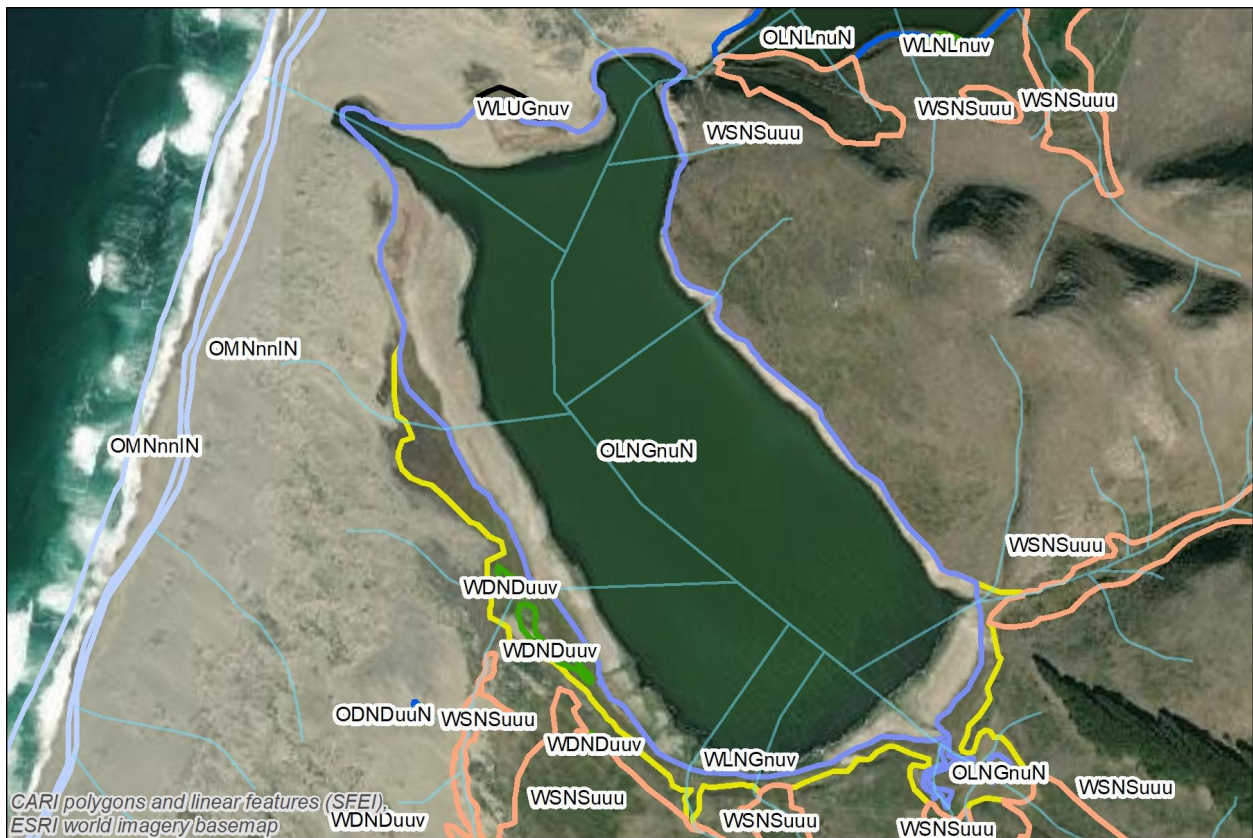 OLNLnuN
WLNLnuv
WLUGnuv
WSNSuuu
WSNSuuu
WSNSuuu
OMNnnlN
OMNnnlN
OLNGnuN
WSNSuuu
WDNDuuv
WDNDuuv
ODNDuuN
WSNSuuu
WDNDuuv
WLNGnuv
OLNGnuN
WSNSuuu
WSNSuuu
CARI polygons and linear features (SFEI),
ESRI world imagery basemap
WDNDuuv
WSNSuuu
WSNSuuu